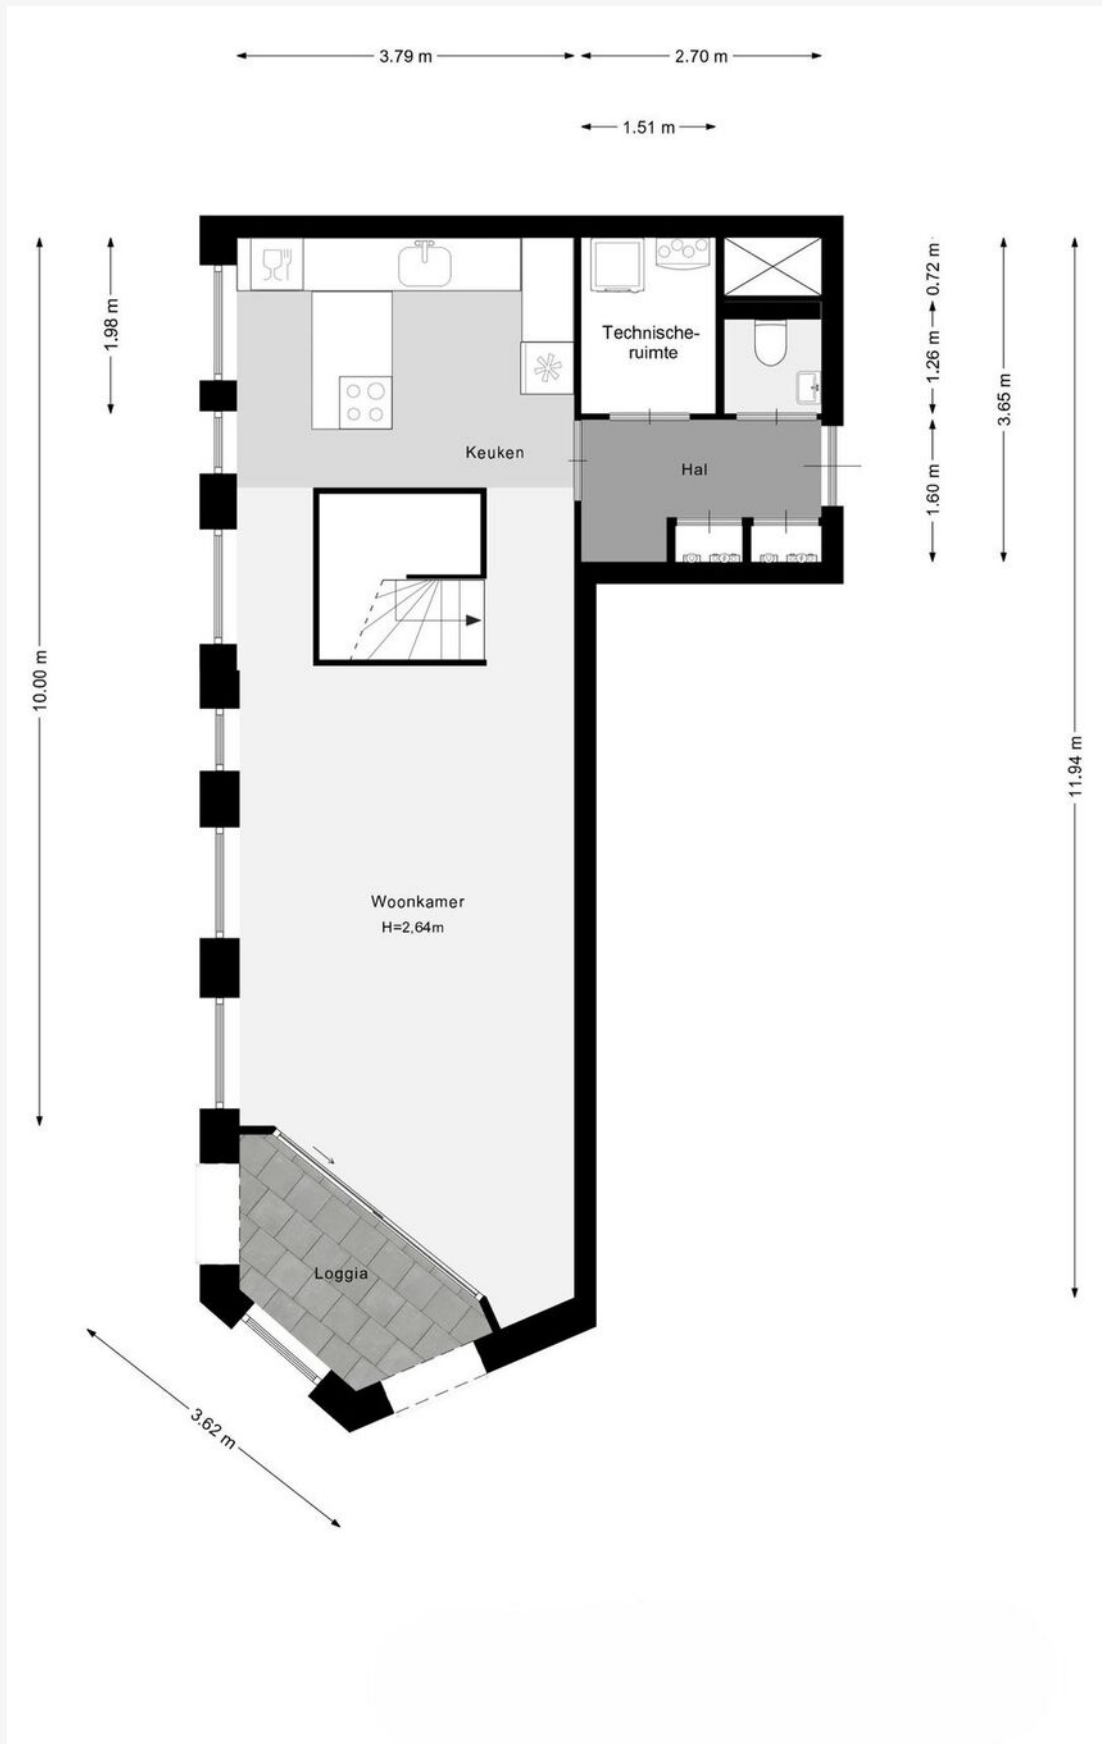 3.79 m
2.70 m
1.51 m
1.98 m
10.00 m
0.72 m
1.26 m
1.60 m
3.65 m
11.94 m
Technische-
ruimte
Keuken
Hal
Woonkamer
H=2,64m
Loggia
3.62 m